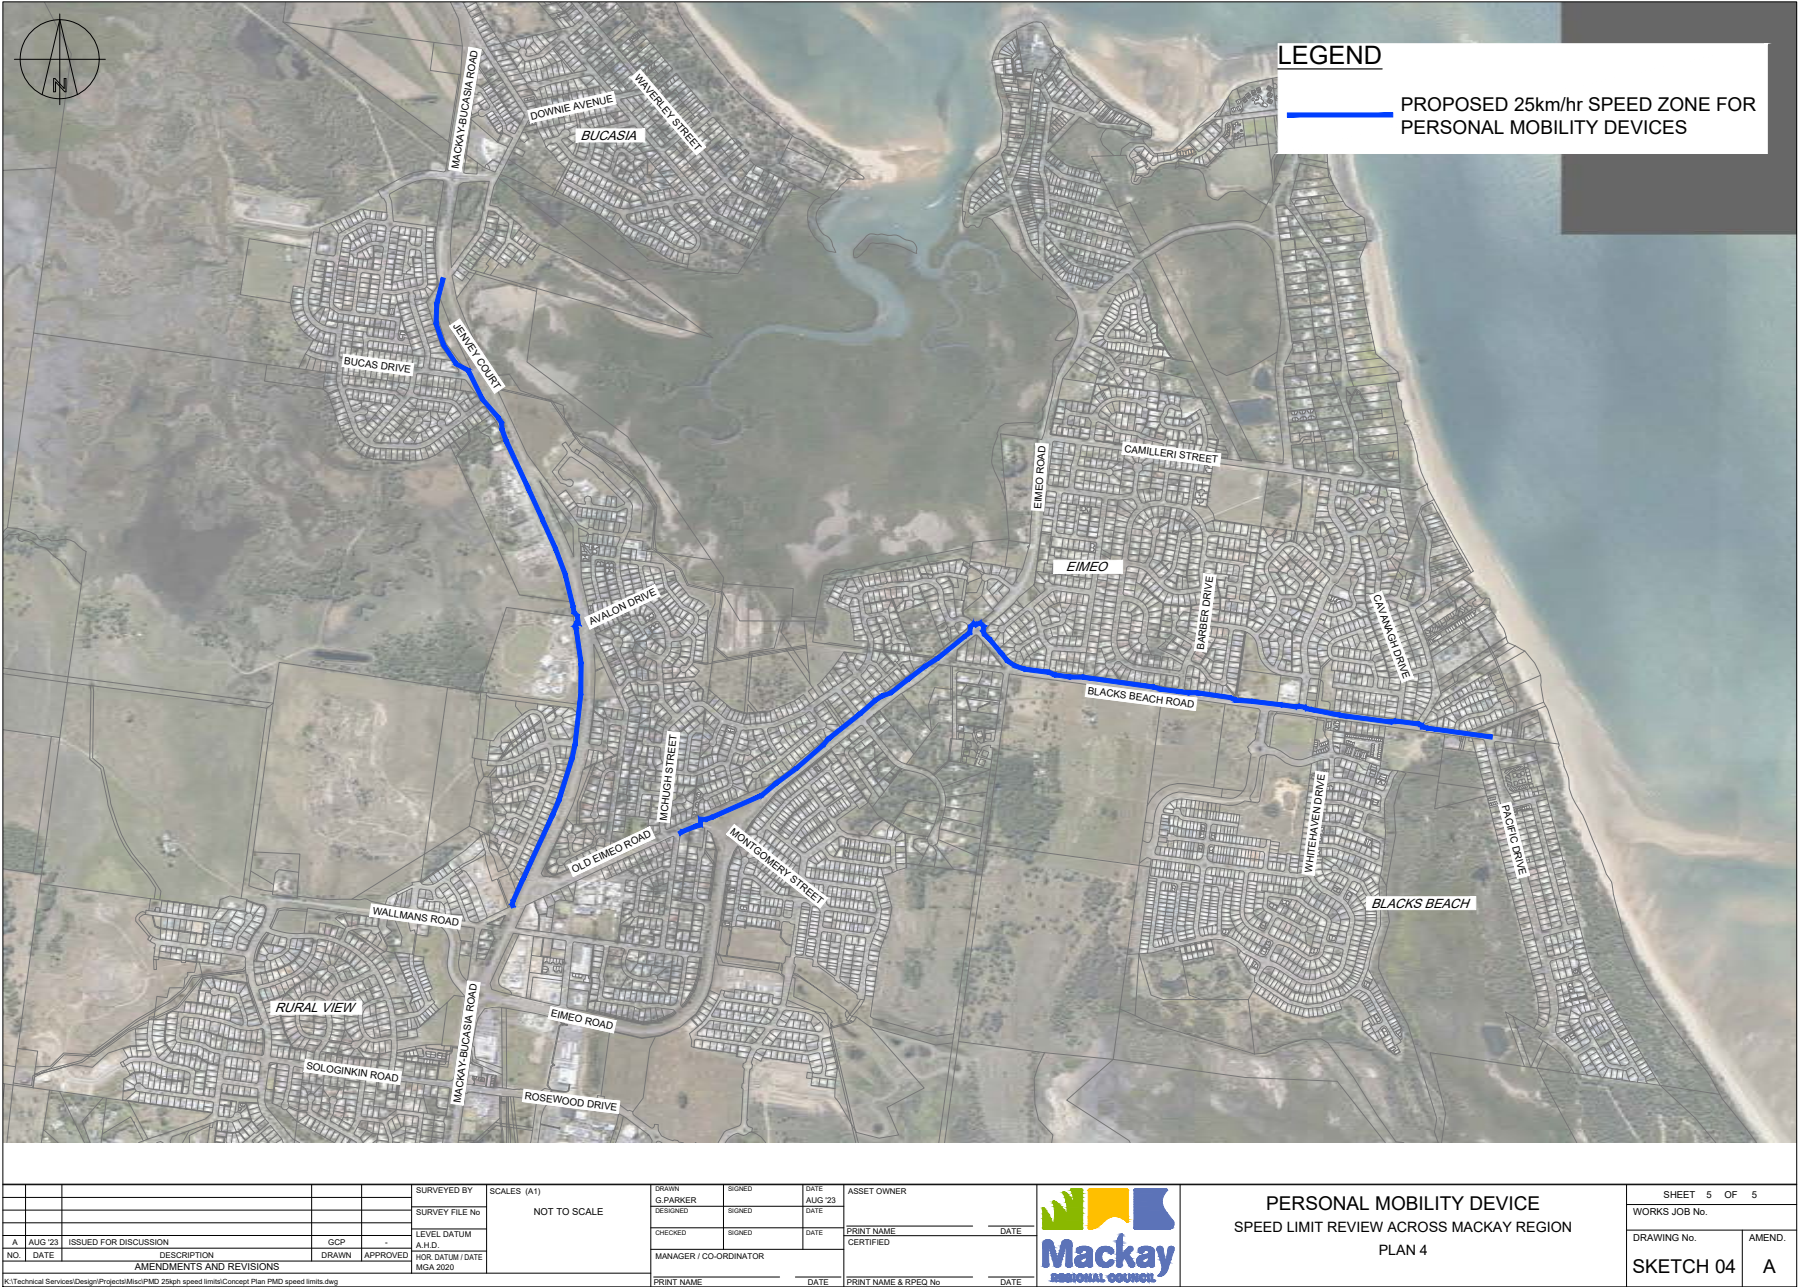 N
LEGEND
PROPOSED 25km/hr SPEED ZONE FOR
PERSONAL MOBILITY DEVICES
MACKAY-BUCASIA ROAD
DOWNIE AVENUE
WAVERLEY STREET
BUCASIA
JENVEY COURT
BUCAS DRIVE
EIMEO ROAD
CAMILLERI STREET
EIMEO
AVALON DRIVE
BARBER DRIVE
CAVANAGH DRIVE
BLACKS BEACH ROAD
MCHUGH STREET
OLD EIMEO ROAD
MONTGOMERY STREET
WHITEHAVEN DRIVE
PACIFIC DRIVE
BLACKS BEACH
WALLMANS ROAD
RURAL VIEW
MACKAY-BUCASIA ROAD
EIMEO ROAD
SOLOGINKIN ROAD
ROSEWOOD DRIVE
A AUG '23 ISSUED FOR DISCUSSION GCP -
NO. DATE DESCRIPTION DRAWN APPROVED
AMENDMENTS AND REVISIONS
K:\Technical Services\Design\Projects\Misc\PMD 25kph speed limits\Concept Plan PMD speed limits.dwg
SURVEYED BY
SURVEY FILE No
LEVEL DATUM
A.H.D.
HOR. DATUM / DATE
MGA 2020
SCALES (A1)
NOT TO SCALE
DRAWN SIGNED DATE
G.PARKER AUG '23
DESIGNED SIGNED DATE
CHECKED SIGNED DATE
MANAGER / CO-ORDINATOR
PRINT NAME DATE
ASSET OWNER
PRINT NAME DATE
CERTIFIED
PRINT NAME & RPEQ No DATE
Mackay
REGIONAL COUNCIL
PERSONAL MOBILITY DEVICE
SPEED LIMIT REVIEW ACROSS MACKAY REGION
PLAN 4
SHEET 5 OF 5
WORKS JOB No.
DRAWING No. AMEND.
SKETCH 04 A